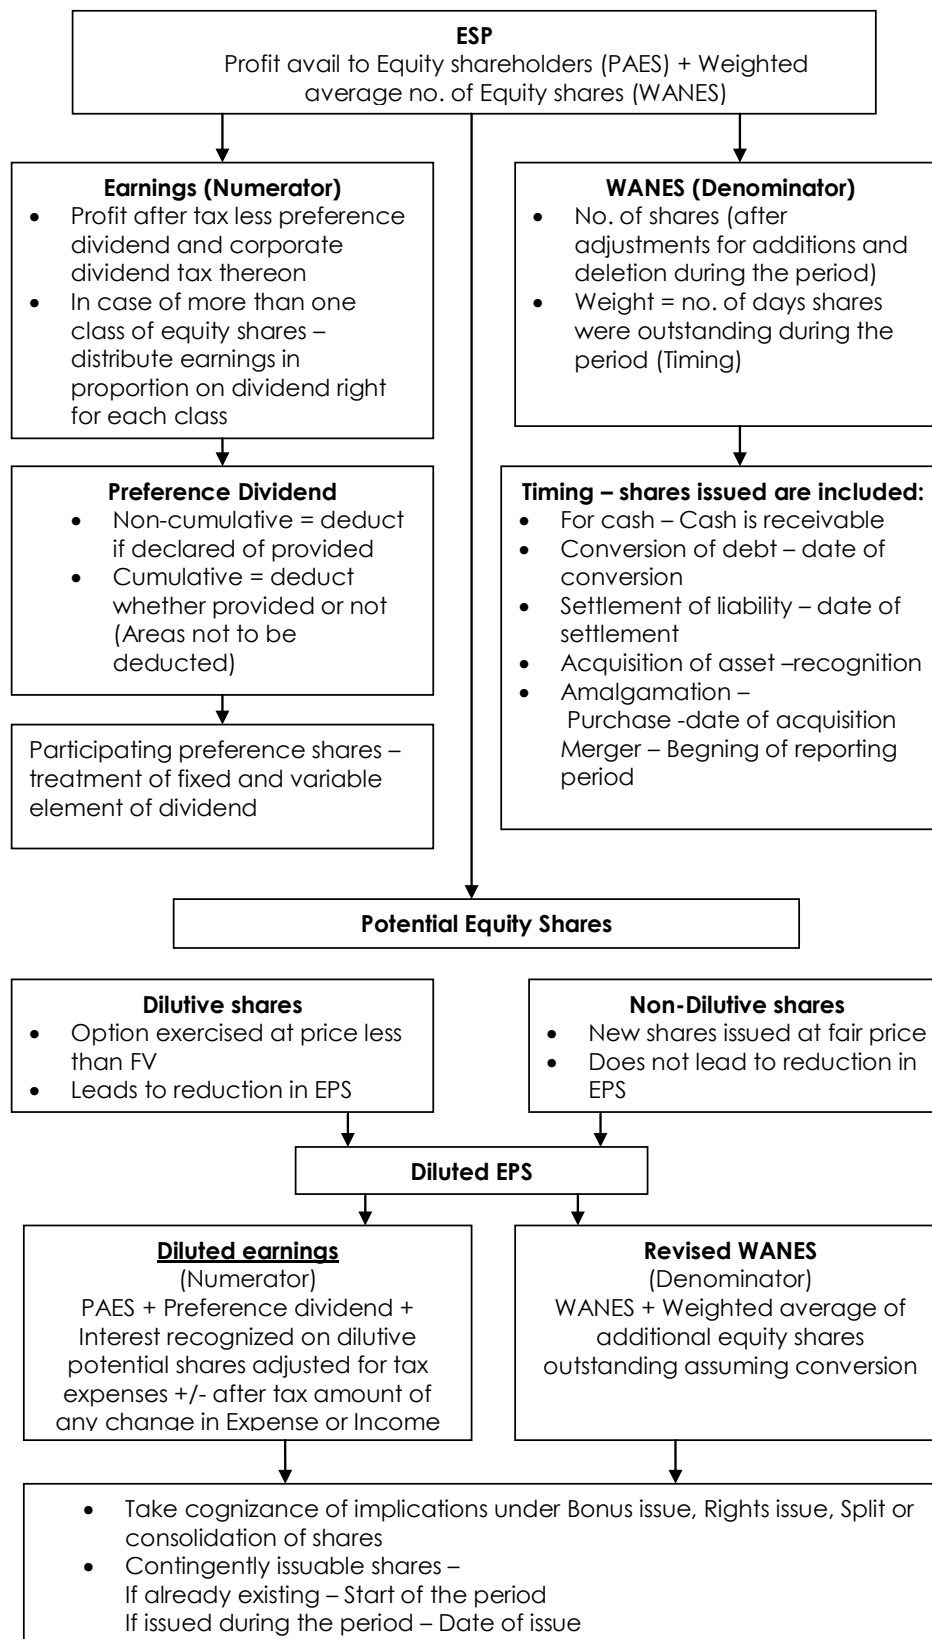 ESP
Profit avail to Equity shareholders (PAES) + Weighted
average no. of Equity shares (WANES)
Earnings (Numerator)
• Profit after tax less preference
dividend and corporate
dividend tax thereon
• In case of more than one
class of equity shares –
distribute earnings in
proportion on dividend right
for each class
WANES (Denominator)
• No. of shares (after
adjustments for additions and
deletion during the period)
• Weight = no. of days shares
were outstanding during the
period (Timing)
Preference Dividend
• Non-cumulative = deduct
if declared of provided
• Cumulative = deduct
whether provided or not
(Areas not to be
deducted)
Timing – shares issued are included:
• For cash – Cash is receivable
• Conversion of debt – date of
conversion
• Settlement of liability – date of
settlement
• Acquisition of asset –recognition
• Amalgamation –
Purchase -date of acquisition
Merger – Begning of reporting
period
Participating preference shares –
treatment of fixed and variable
element of dividend
Potential Equity Shares
Dilutive shares
• Option exercised at price less
than FV
• Leads to reduction in EPS
Non-Dilutive shares
• New shares issued at fair price
• Does not lead to reduction in
EPS
Diluted EPS
Diluted earnings
(Numerator)
PAES + Preference dividend +
Interest recognized on dilutive
potential shares adjusted for tax
expenses +/- after tax amount of
any change in Expense or Income
Revised WANES
(Denominator)
WANES + Weighted average of
additional equity shares
outstanding assuming conversion
• Take cognizance of implications under Bonus issue, Rights issue, Split or
consolidation of shares
• Contingently issuable shares –
If already existing – Start of the period
If issued during the period – Date of issue